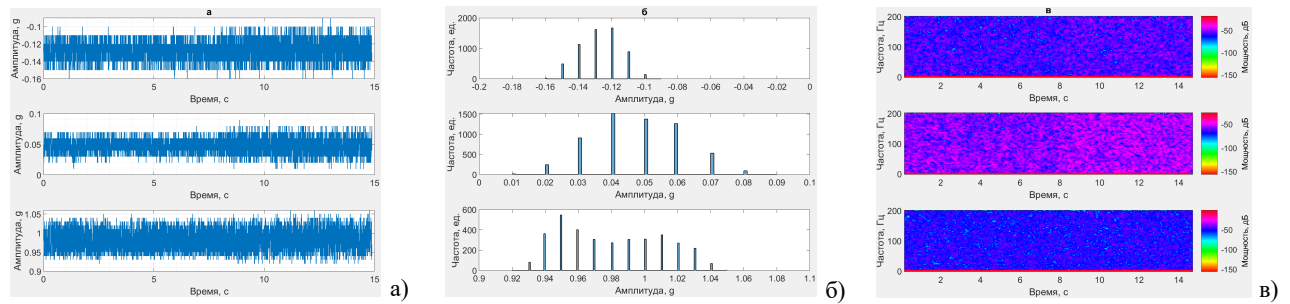 а
-0.1
-0.12
-0.14
-0.16
Амплитуда, g
0 5 10 15
Время, с
0.1
0.05
0
Амплитуда, g
0 5 10 15
Время, с
1.05
1
0.95
0.9
Амплитуда, g
0 5 10 15
Время, с
а)
б
2000
1000
0
Частота, ед.
-0.2 -0.18 -0.16 -0.14 -0.12 -0.1 -0.08 -0.06 -0.04 -0.02 0
Амплитуда, g
1500
1000
500
0
Частота, ед.
0 0.01 0.02 0.03 0.04 0.05 0.06 0.07 0.08 0.09 0.1
Амплитуда, g
600
400
200
0
Частота, ед.
0.9 0.92 0.94 0.96 0.98 1 1.02 1.04 1.06 1.08 1.1
Амплитуда, g
б)
в
200
100
0
Частота, Гц
2 4 6 8 10 12 14
Время, с
-50
-100
-150
Мощность, дБ
200
100
0
Частота, Гц
2 4 6 8 10 12 14
Время, с
-50
-100
-150
Мощность, дБ
200
100
0
Частота, Гц
2 4 6 8 10 12 14
Время, с
-50
-100
-150
Мощность, дБ
в)